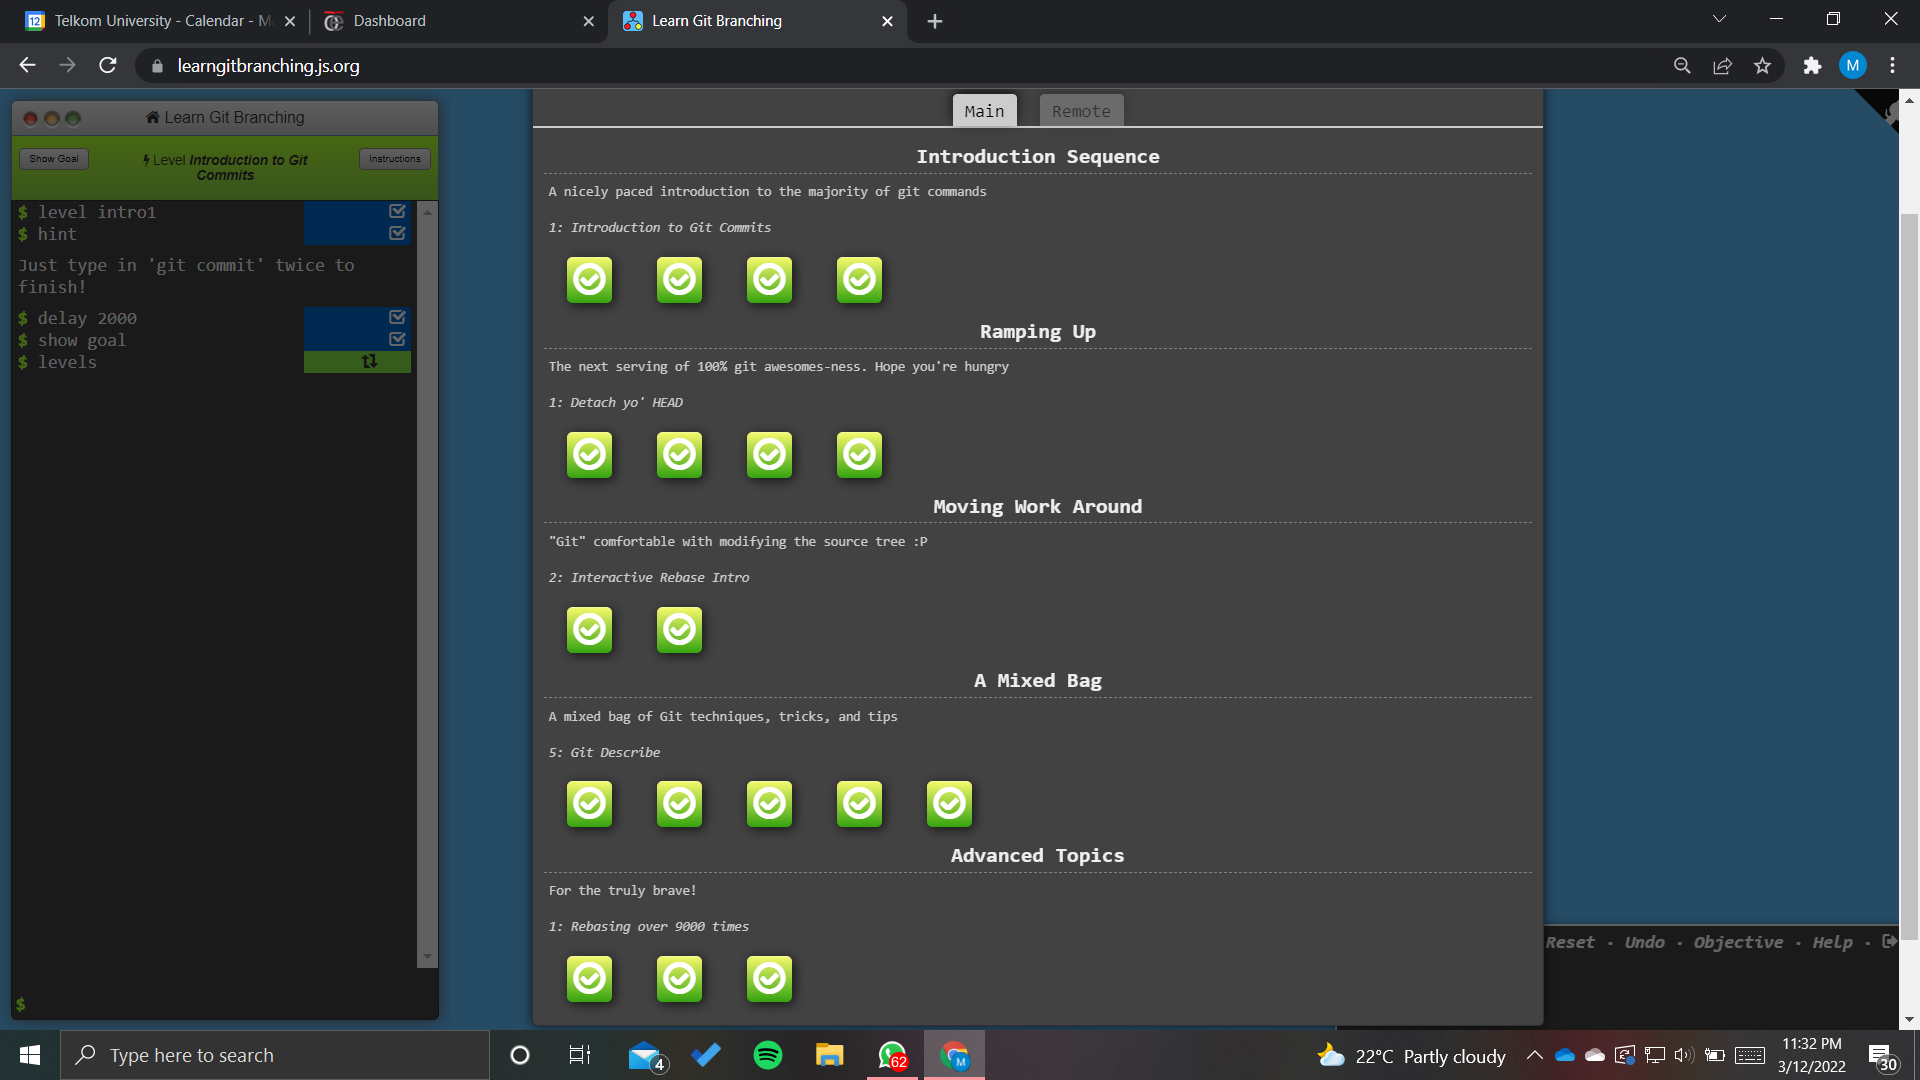 Telkom University - Calendar - M
Dashboard
Learn Git Branching
learngitbranching.js.org
M
Learn Git Branching
Show Goal
Level Introduction to Git
Commits
Instructions
$ level intro1
$ hint
Just type in 'git commit' twice to
finish!
$ delay 2000
$ show goal
$ levels
$
Main
Remote
Introduction Sequence
A nicely paced introduction to the majority of git commands
1: Introduction to Git Commits
Ramping Up
The next serving of 100% git awesomes-ness. Hope you're hungry
1: Detach yo' HEAD
Moving Work Around
"Git" comfortable with modifying the source tree :P
2: Interactive Rebase Intro
A Mixed Bag
A mixed bag of Git techniques, tricks, and tips
5: Git Describe
Advanced Topics
For the truly brave!
1: Rebasing over 9000 times
Reset · Undo · Objective · Help ·
Type here to search
4
62
M
22°C Partly cloudy
11:32 PM
3/12/2022
30